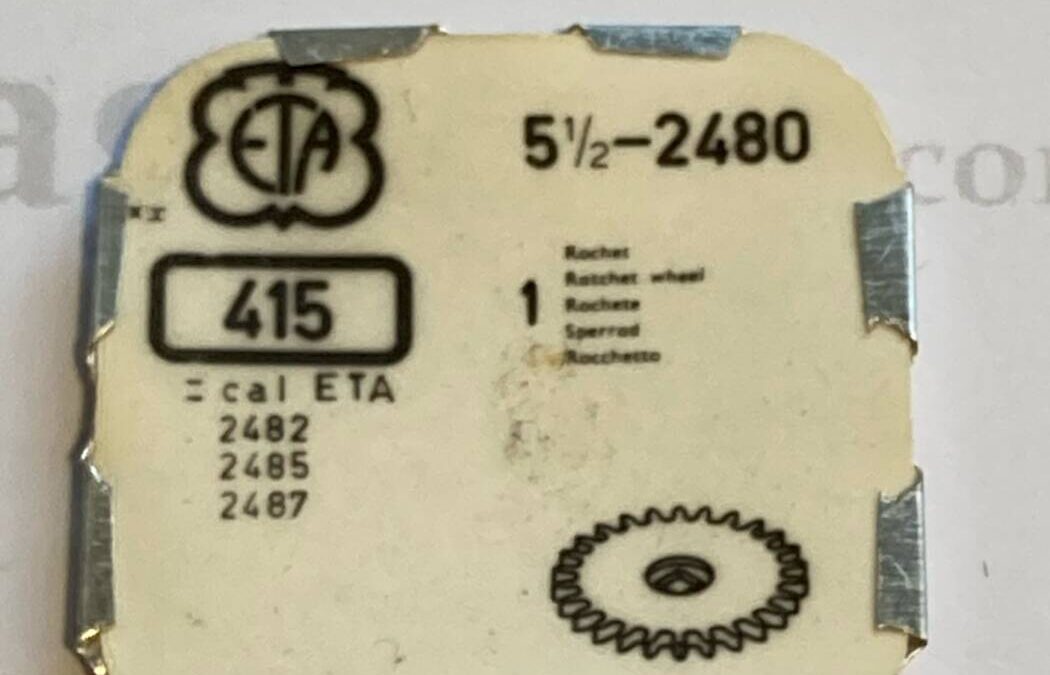 ETA
5½-2480
415
1
Rochet
Ratchet wheel
Rochete
Sperrad
Rocchetto
= cal ETA
2482
2485
2487